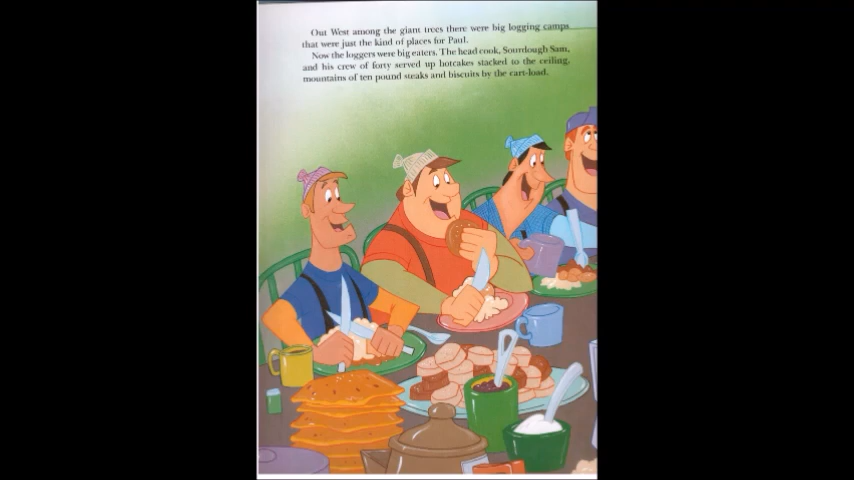 Out West among the giant trees there were big logging camps
that were just the kind of places for Paul.
Now the loggers were big eaters. The head cook, Sourdough Sam,
and his crew of forty served up hotcakes stacked to the ceiling,
mountains of ten pound steaks and biscuits by the cart-load.